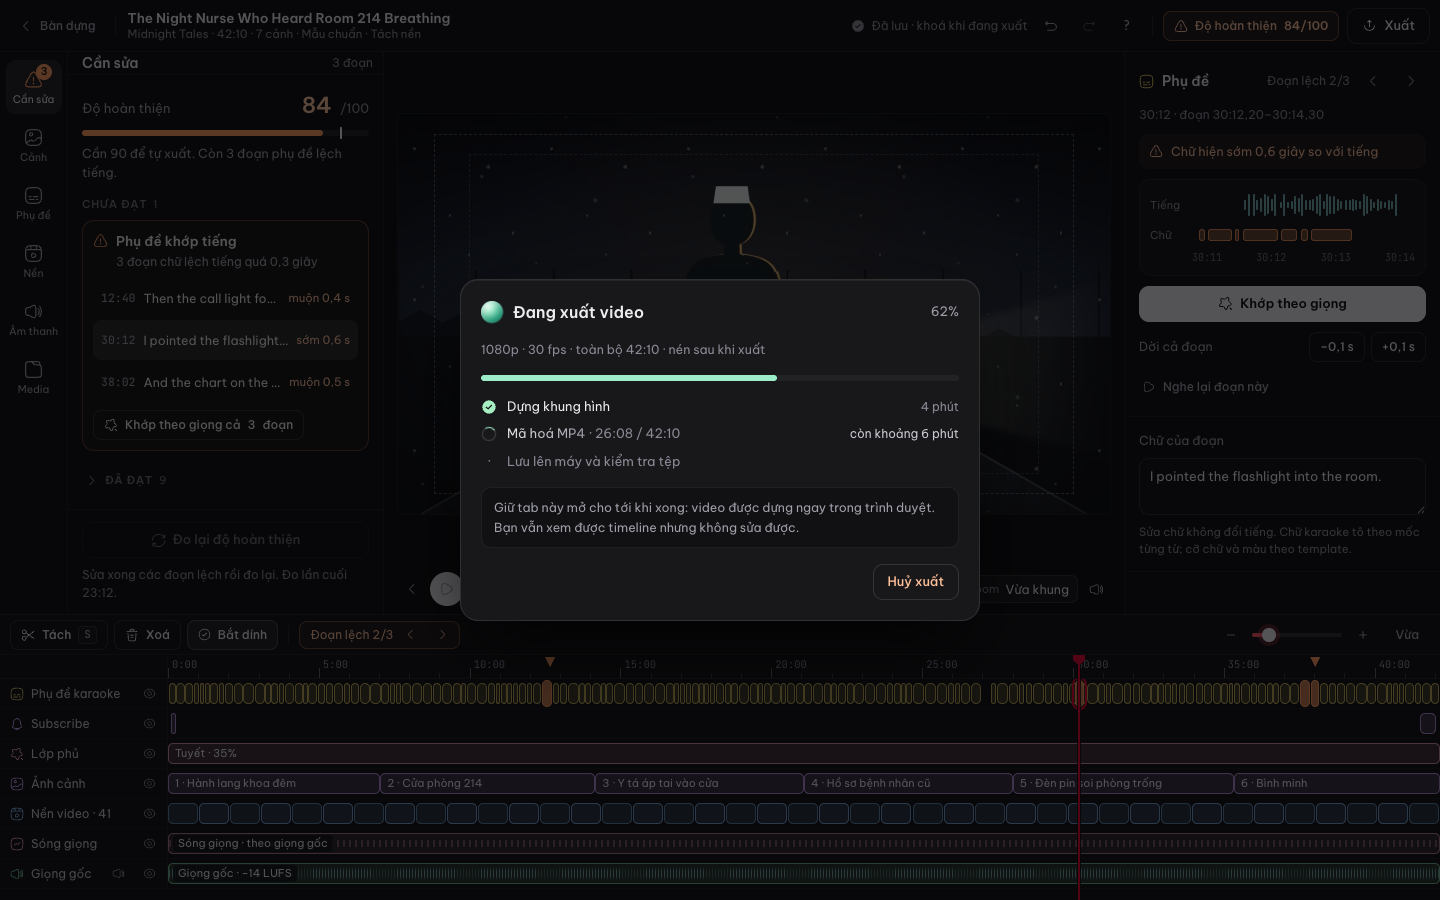 Bàn dựng
The Night Nurse Who Heard Room 214 Breathing
Midnight Tales · 42:10 · 7 cảnh · Mẫu chuẩn · Tách nền
Đã lưu · khoá khi đang xuất
?
Độ hoàn thiện 84/100
Xuất
3
Cần sửa
Cảnh
Phụ đề
Nền
Âm thanh
Media
Cần sửa
3 đoạn
Độ hoàn thiện
84 /100
Cần 90 để tự xuất. Còn 3 đoạn phụ đề lệch
tiếng.
CHƯA ĐẠT 1
Phụ đề khớp tiếng
3 đoạn chữ lệch tiếng quá 0,3 giây
12:40 Then the call light fo... muộn 0,4 s
30:12 I pointed the flashlight... sớm 0,6 s
38:02 And the chart on the ... muộn 0,5 s
Khớp theo giọng cả 3 đoạn
ĐÃ ĐẠT 9
Đo lại độ hoàn thiện
Sửa xong các đoạn lệch rồi đo lại. Đo lần cuối
23:12.
Đang xuất video
62%
1080p · 30 fps · toàn bộ 42:10 · nén sau khi xuất
Dựng khung hình
4 phút
Mã hoá MP4 · 26:08 / 42:10
còn khoảng 6 phút
· Lưu lên máy và kiểm tra tệp
Giữ tab này mở cho tới khi xong: video được dựng ngay trong trình duyệt.
Bạn vẫn xem được timeline nhưng không sửa được.
Huỷ xuất
Vừa khung
Phụ đề
Đoạn lệch 2/3
30:12 · đoạn 30:12,20–30:14,30
Chữ hiện sớm 0,6 giây so với tiếng
Tiếng
Chữ
30:11 30:12 30:13 30:14
Khớp theo giọng
Dời cả đoạn
−0,1 s
+0,1 s
Nghe lại đoạn này
Chữ của đoạn
I pointed the flashlight into the room.
Sửa chữ không đổi tiếng. Chữ karaoke tô theo mốc
từng từ; cỡ chữ và màu theo template.
Tách S
Xoá
Bắt dính
Đoạn lệch 2/3
Vừa
0:00 5:00 10:00 15:00 20:00 25:00 30:00 35:00 40:00
Phụ đề karaoke
Subscribe
Lớp phủ
Tuyết · 35%
Ảnh cảnh
1 · Hành lang khoa đêm
2 · Cửa phòng 214
3 · Y tá áp tai vào cửa
4 · Hồ sơ bệnh nhân cũ
5 · Đèn pin soi phòng trống
6 · Bình minh
Nền video · 41
Sóng giọng
Sóng giọng · theo giọng gốc
Giọng gốc
Giọng gốc · −14 LUFS